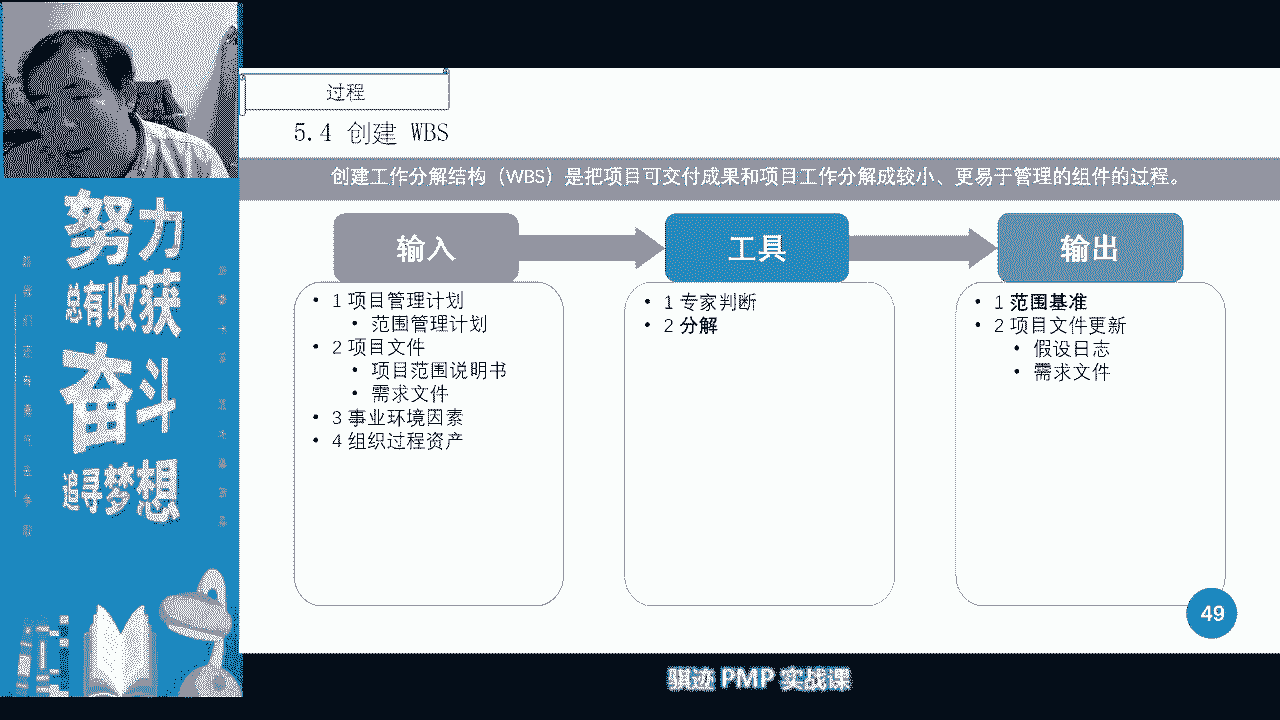 过程
5.4 创建 WBS
创建工作分解结构（WBS）是把项目可交付成果和项目工作分解成较小、更易于管理的组件的过程。
输入
• 1 项目管理计划
• 范围管理计划
• 2 项目文件
• 项目范围说明书
• 需求文件
• 3 事业环境因素
• 4 组织过程资产
工具
• 1 专家判断
• 2 分解
输出
• 1 范围基准
• 2 项目文件更新
• 假设日志
• 需求文件
49
努力
总有收获
奋斗
追寻梦想
骐迹 PMP 实战课